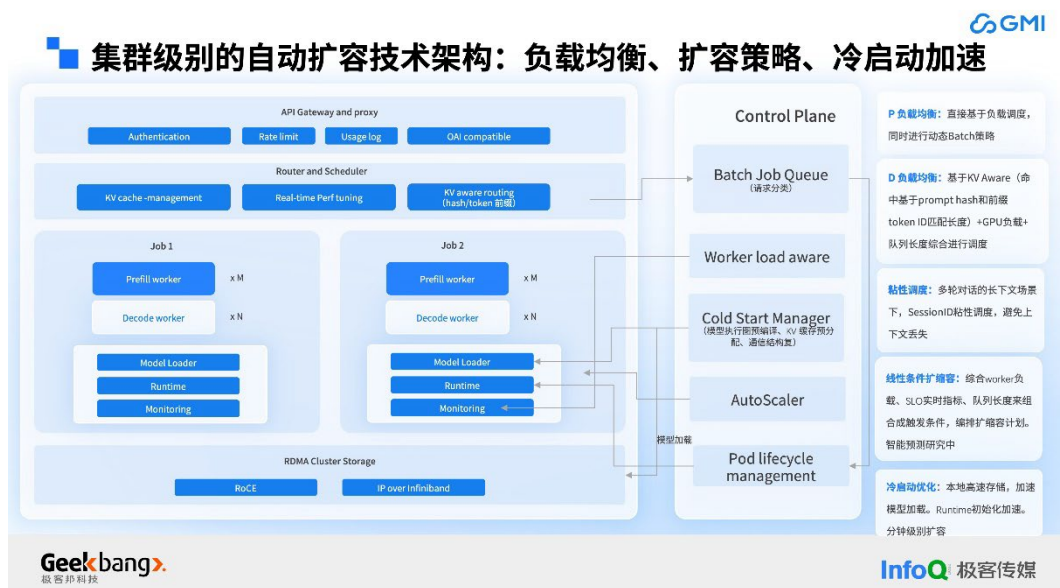 GMI
集群级别的自动扩容技术架构：负载均衡、扩容策略、冷启动加速
API Gateway and proxy
Authentication
Rate limit
Usage log
OAI compatible
Router and Scheduler
KV cache -management
Real-time Perf tuning
KV aware routing
(hash/token 前缀)
Job 1
Prefill worker
x M
Decode worker
x N
Model Loader
Runtime
Monitoring
Job 2
Prefill worker
x M
Decode worker
x N
Model Loader
Runtime
Monitoring
RDMA Cluster Storage
RoCE
IP over Infiniband
模型加载
Control Plane
Batch Job Queue
(请求分类)
Worker load aware
Cold Start Manager
(模型执行图预编译、KV 缓存预分
配、通信结构复)
AutoScaler
Pod lifecycle
management
P 负载均衡：直接基于负载调度，
同时进行动态Batch策略
D 负载均衡：基于KV Aware（命
中基于prompt hash和前缀
token ID匹配长度）+GPU负载+
队列长度综合进行调度
粘性调度：多轮对话的长下文场景
下，SessionID粘性调度，避免上
下文丢失
线性条件扩缩容：综合worker负
载、SLO实时指标、队列长度来组
合成触发条件，编排扩缩容计划。
智能预测研究中
冷启动优化：本地高速存储，加速
模型加载。Runtime初始化加速。
分钟级别扩容
Geekbang>.
极客邦科技
InfoQ 极客传媒